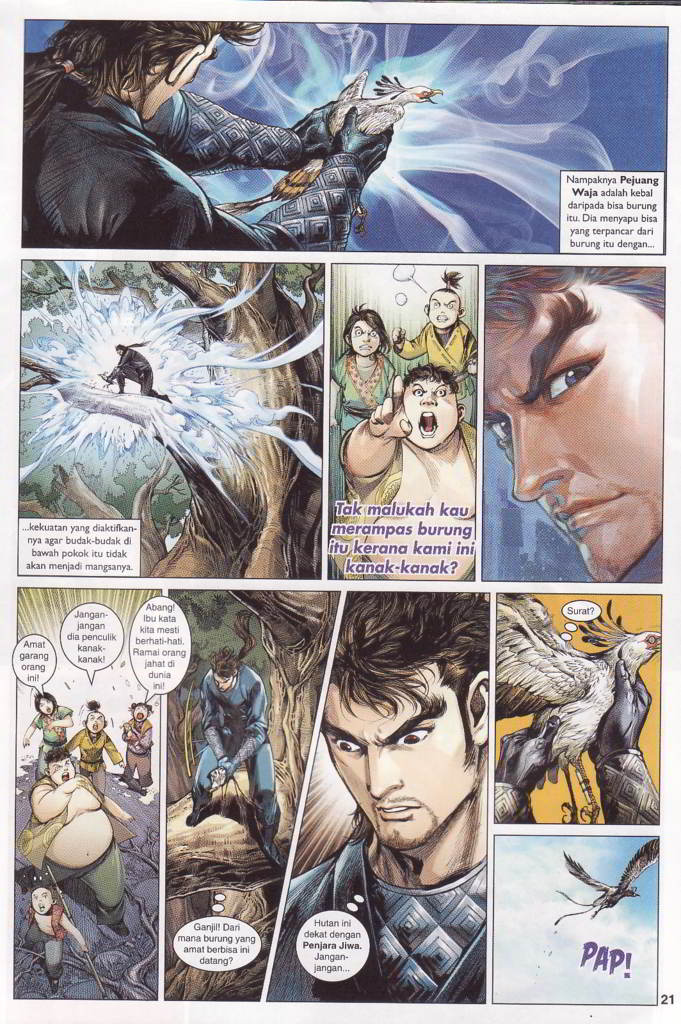 Nampaknya Pejuang
Waja adalah kebal
daripada bisa burung
itu. Dia menyapu bisa
yang terpancar dari
burung itu dengan...
...kekuatan yang diaktifkan-
nya agar budak-budak di
bawah pokok itu tidak
akan menjadi mangsanya.
Tak malukah kau
merampas burung
itu kerana kami ini
kanak-kanak?
Amat
garang
orang
ini!
Jangan-
jangan
dia penculik
kanak-
kanak!
Abang!
Ibu kata
kita mesti
berhati-hati.
Ramai orang
jahat di
dunia
ini!
Ganjil! Dari
mana burung yang
amat berbisa ini
datang?
Hutan ini
dekat dengan
Penjara Jiwa.
Jangan-
jangan...
Surat?
PAP!
21